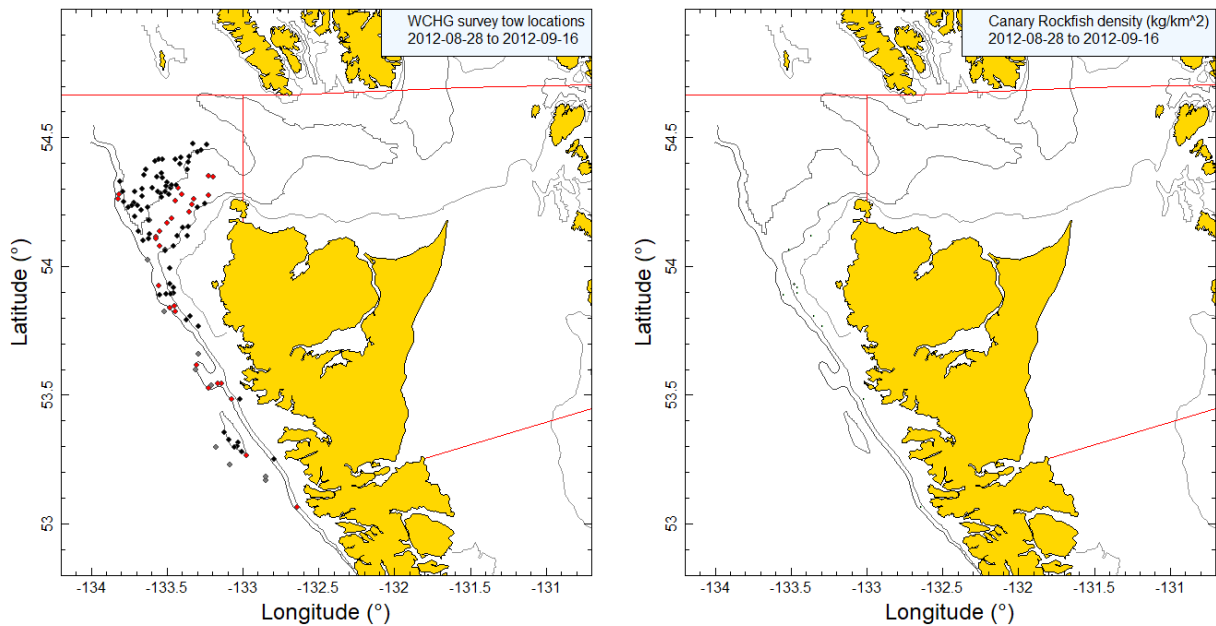 WCHG survey tow locations
2012-08-28 to 2012-09-16
Latitude (°)
54.5
54
53.5
53
-134 -133.5 -133 -132.5 -132 -131.5 -131
Longitude (°)
Canary Rockfish density (kg/km^2)
2012-08-28 to 2012-09-16
Latitude (°)
54.5
54
53.5
53
-134 -133.5 -133 -132.5 -132 -131.5 -131
Longitude (°)